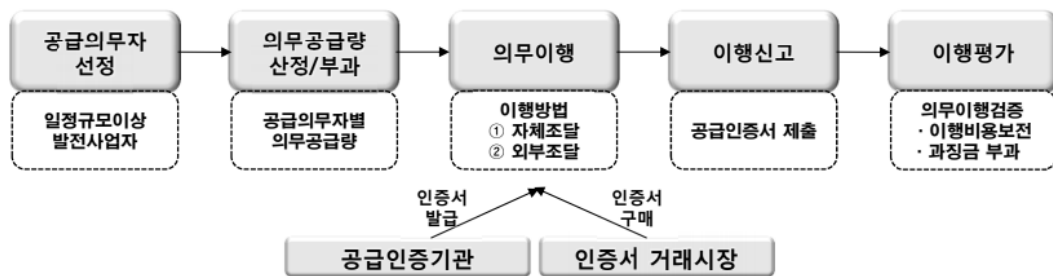 공급의무자
선정
의무공급량
산정/부과
의무이행
이행신고
이행평가
일정규모이상
발전사업자
공급의무자별
의무공급량
이행방법
① 자체조달
② 외부조달
공급인증서 제출
의무이행검증
· 이행비용보전
· 과징금 부과
인증서
발급
인증서
구매
공급인증기관
인증서 거래시장